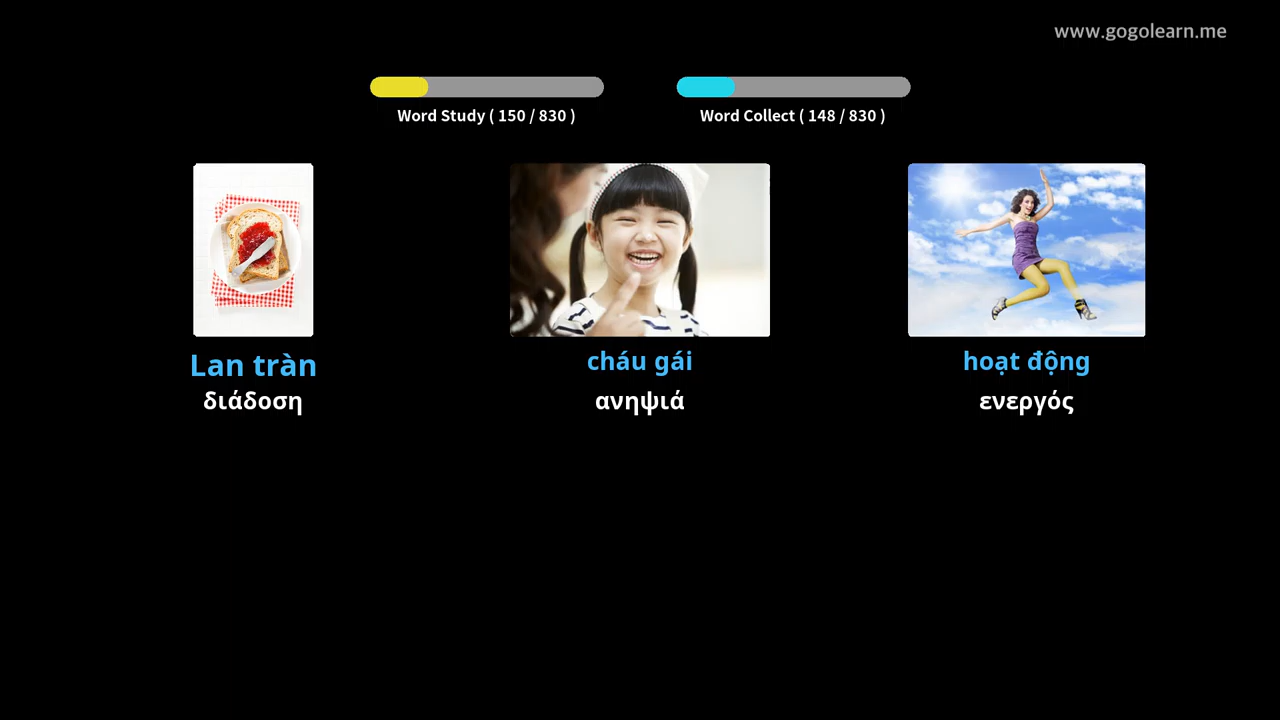 www.gogolearn.me
Word Study ( 150 / 830 )
Word Collect ( 148 / 830 )
Lan tràn
διάδοση
cháu gái
ανηψιά
hoạt động
ενεργός